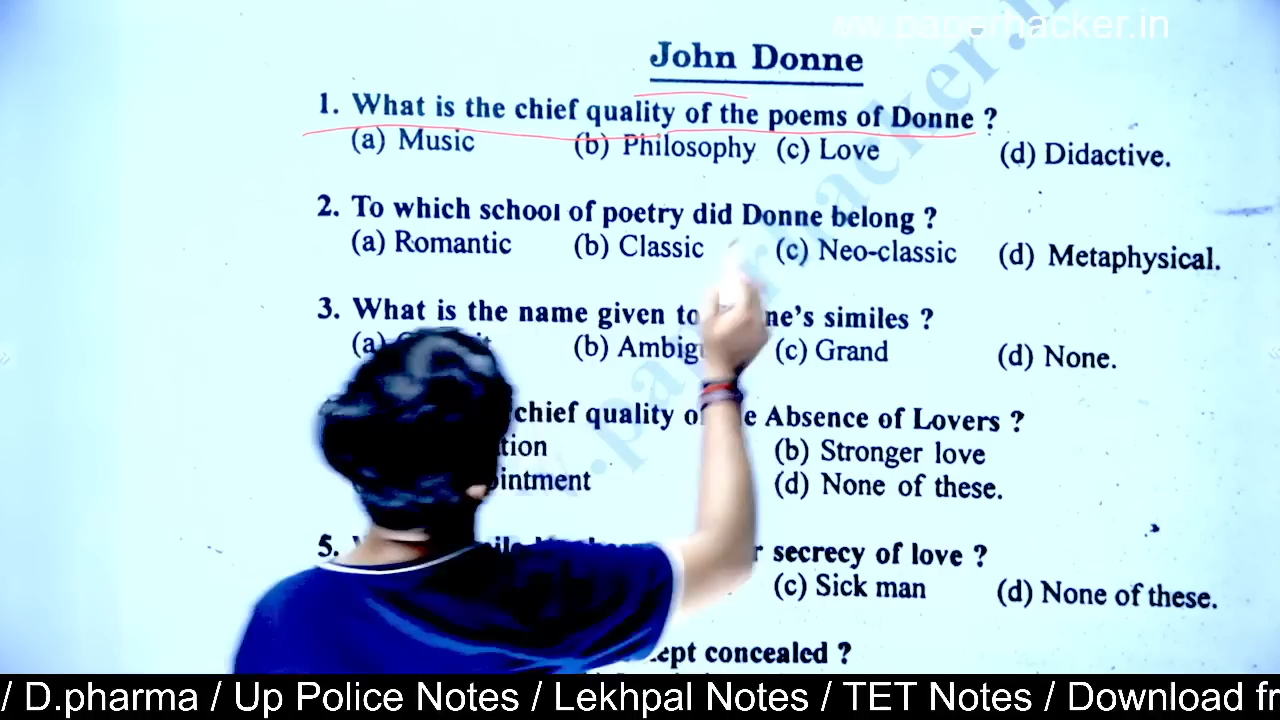 www.paperhacker.in
John Donne
1. What is the chief quality of the poems of Donne ?
(a) Music (b) Philosophy (c) Love (d) Didactive.
2. To which school of poetry did Donne belong ?
(a) Romantic (b) Classic (c) Neo-classic (d) Metaphysical.
3. What is the name given to ne's similes ?
(a) (b) Ambig (c) Grand (d) None.
chief quality of e Absence of Lovers ?
tion (b) Stronger love
intment (d) None of these.
5. secrecy of love ?
(c) Sick man (d) None of these.
ept concealed ?
/ D.pharma / Up Police Notes / Lekhpal Notes / TET Notes / Download fr